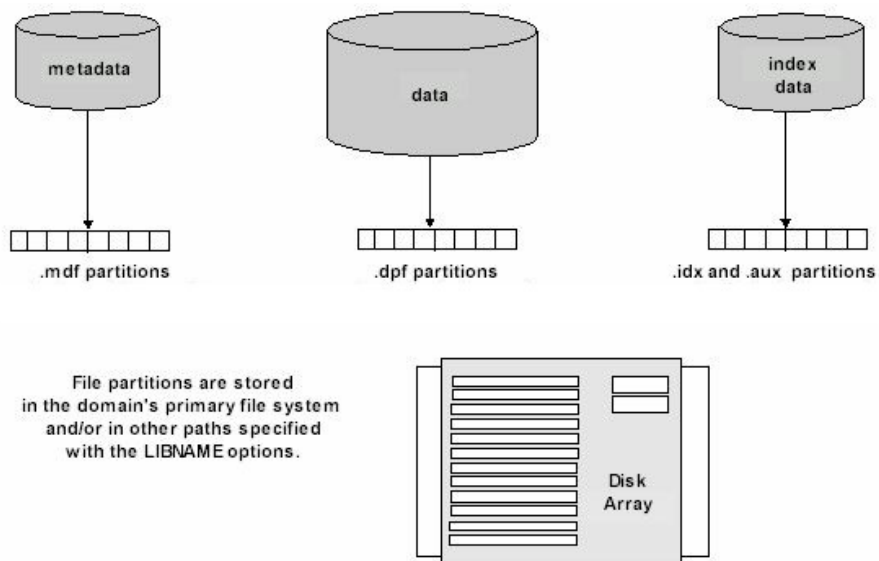 metadata
data
index
data
.mdf partitions
.dpf partitions
.idx and .aux partitions
File partitions are stored
in the domain's primary file system
and/or in other paths specified
with the LIBNAME options.
Disk
Array